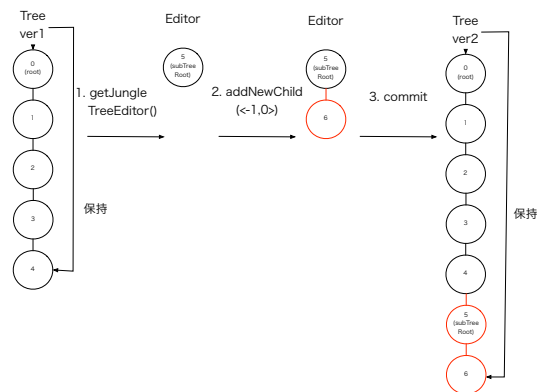 Tree
ver1
0
(root)
1
2
3
4
保持
1. getJungle
TreeEditor()
Editor
5
(subTree
Root)
2. addNewChild
(<-1,0>)
Editor
5
(subTree
Root)
6
3. commit
Tree
ver2
0
(root)
1
2
3
4
5
(subTree
Root)
6
保持